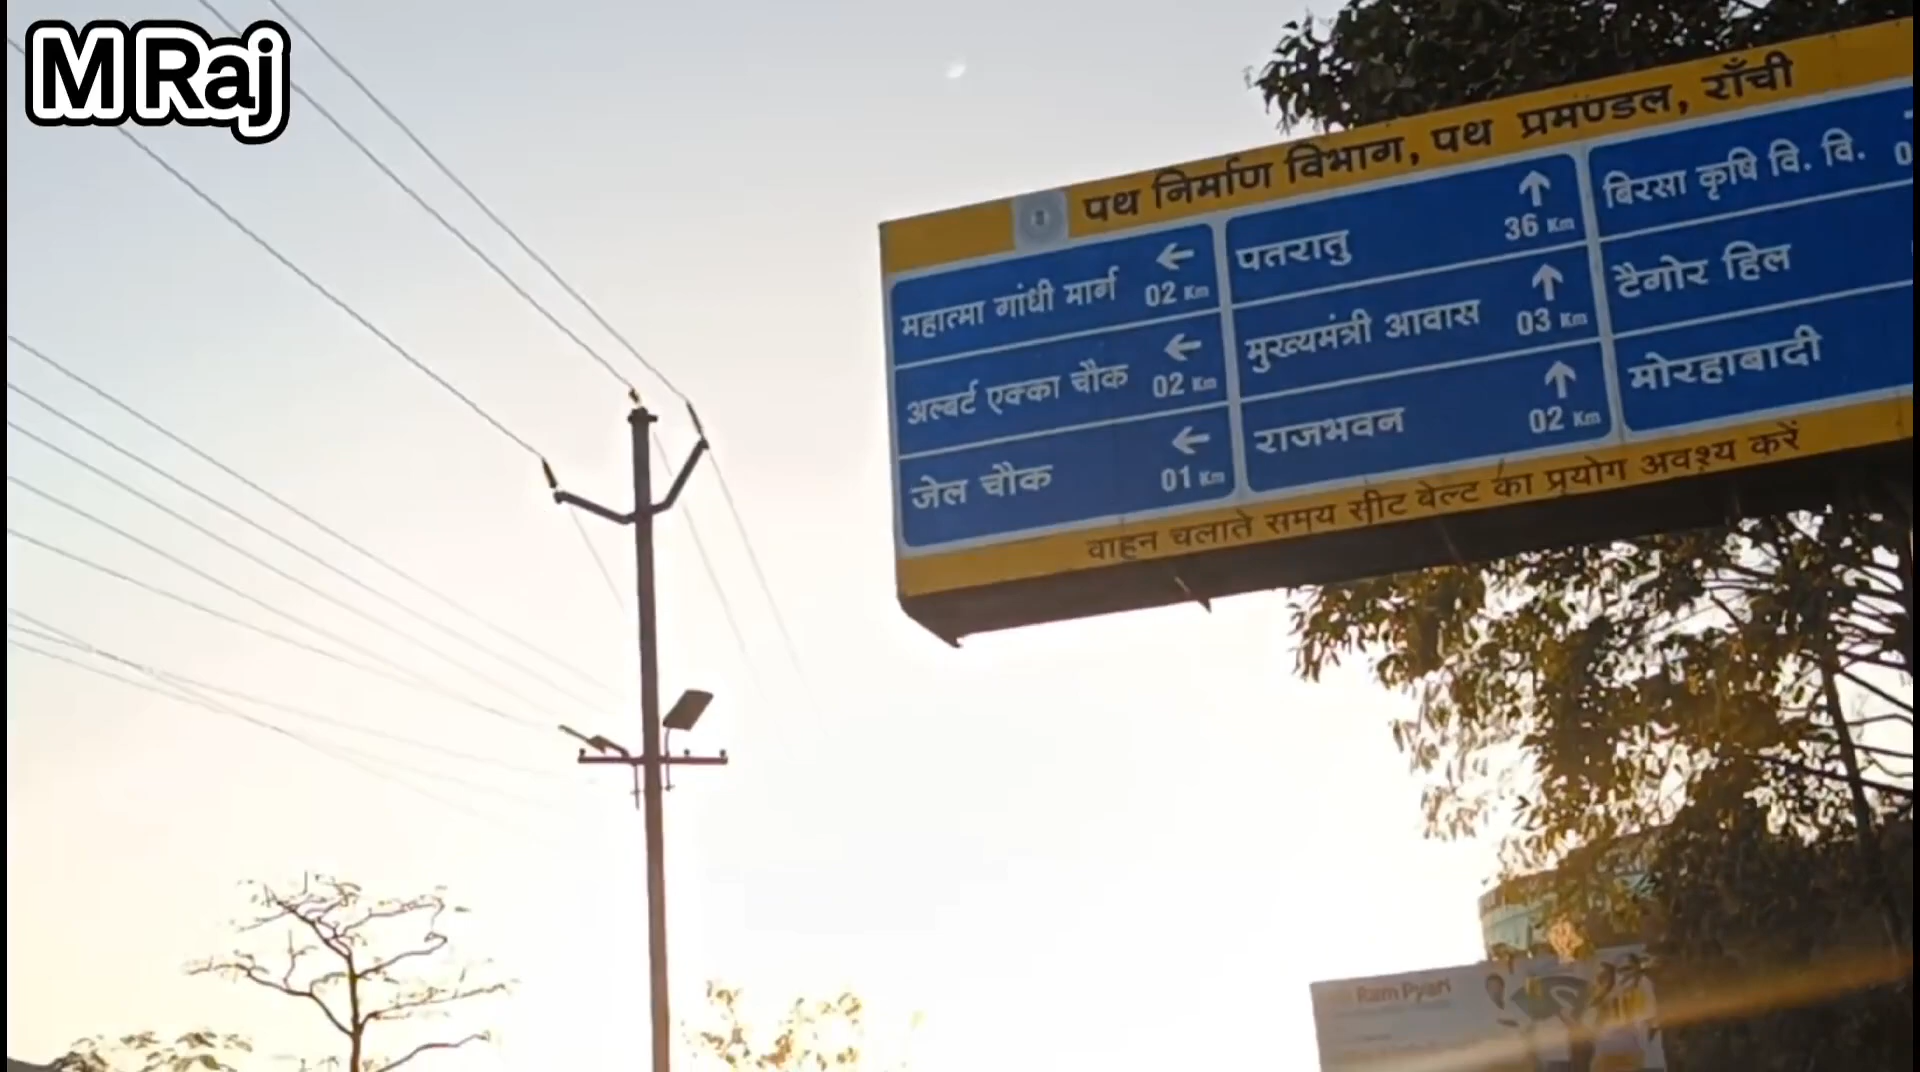 M Raj
पथ निर्माण विभाग, पथ प्रमण्डल, राँची
महात्मा गांधी मार्ग 02 Km
अल्बर्ट एक्का चौक 02 Km
जेल चौक 01 Km
पतरातु 36 Km
मुख्यमंत्री आवास 03 Km
राजभवन 02 Km
बिरसा कृषि वि. वि. 0
टैगोर हिल
मोरहाबादी
वाहन चलाते समय सीट बेल्ट का प्रयोग अवश्य करें
Ram Pyari